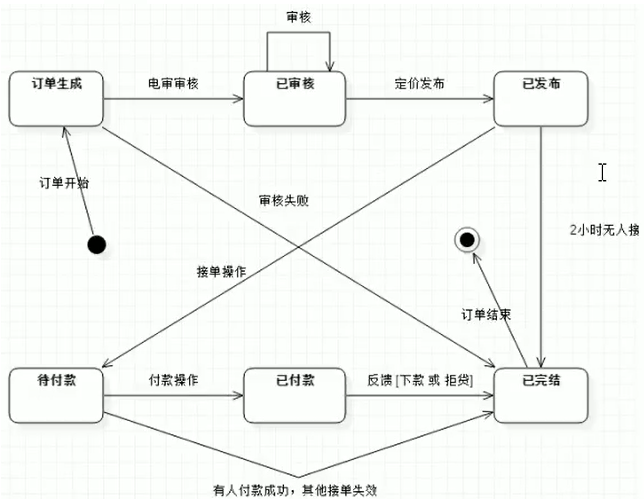 审核
订单生成
电审审核
已审核
定价发布
已发布
订单开始
审核失败
2小时无人接
接单操作
订单结束
待付款
付款操作
已付款
反馈 [下款 或 拒贷]
已完结
有人付款成功，其他接单失效